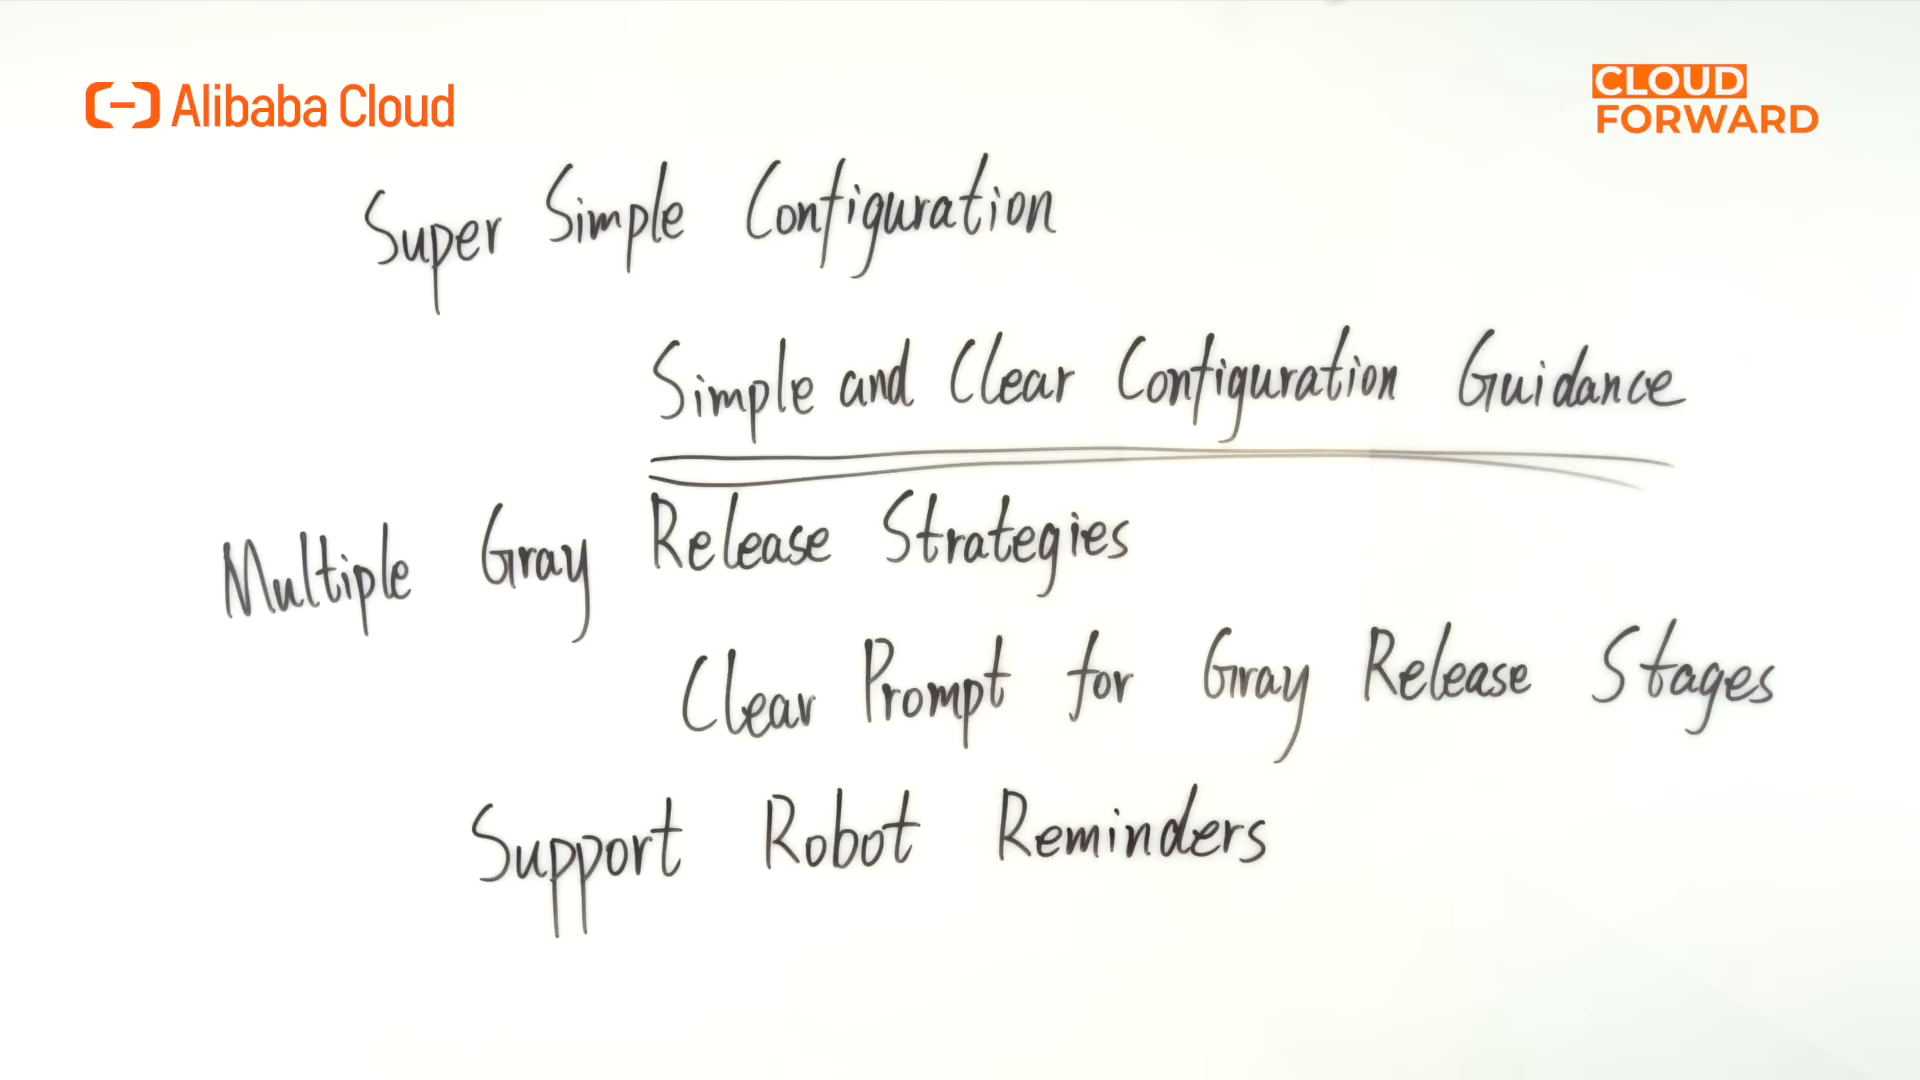 Alibaba Cloud
CLOUD
FORWARD
Super Simple Configuration
Simple and Clear Configuration Guidance
Multiple Gray Release Strategies
Clear Prompt for Gray Release Stages
Support Robot Reminders